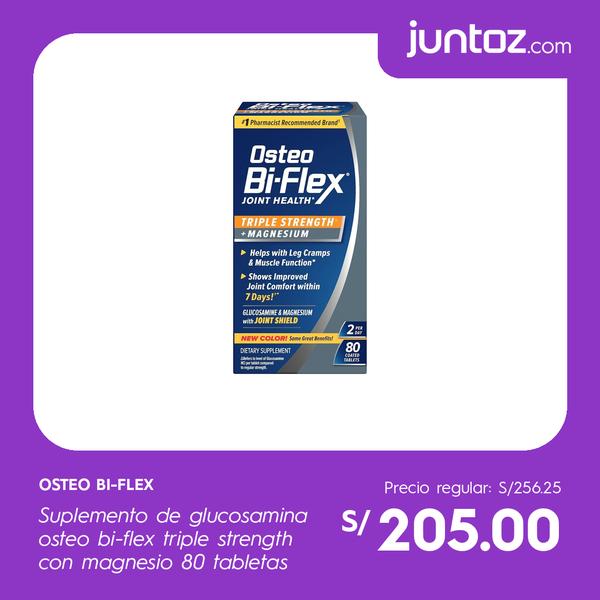 juntoz.com
Osteo Bi-Flex
#1 Pharmacist Recommended Brand†
Osteo
Bi-Flex®
JOINT HEALTH*
TRIPLE STRENGTH
+ MAGNESIUM
Helps with Leg Cramps
& Muscle Function*
Shows Improved
Joint Comfort within
7 Days!
GLUCOSAMINE & MAGNESIUM
with JOINT SHIELD
2 PER DAY
NEW COLOR! Same Great Benefits!
80
COATED
TABLETS
DIETARY SUPPLEMENT
OSTEO BI-FLEX
Suplemento de glucosamina
osteo bi-flex triple strength
con magnesio 80 tabletas
Precio regular: S/256.25
S/ 205.00